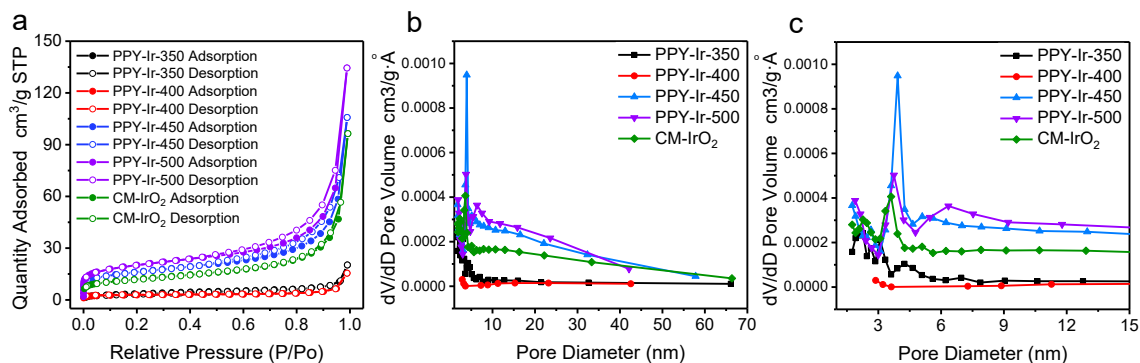 a
150
120
90
60
30
0
Quantity Adsorbed cm³/g STP
PPY-Ir-350 Adsorption
PPY-Ir-350 Desorption
PPY-Ir-400 Adsorption
PPY-Ir-400 Desorption
PPY-Ir-450 Adsorption
PPY-Ir-450 Desorption
PPY-Ir-500 Adsorption
PPY-Ir-500 Desorption
CM-IrO₂ Adsorption
CM-IrO₂ Desorption
0.0 0.2 0.4 0.6 0.8 1.0
Relative Pressure (P/Po)
b
0.0010
0.0008
0.0006
0.0004
0.0002
0.0000
dV/dD Pore Volume cm3/g·Å
PPY-Ir-350
PPY-Ir-400
PPY-Ir-450
PPY-Ir-500
CM-IrO₂
10 20 30 40 50 60 70
Pore Diameter (nm)
c
0.0010
0.0008
0.0006
0.0004
0.0002
0.0000
dV/dD Pore Volume cm3/g·Å
PPY-Ir-350
PPY-Ir-400
PPY-Ir-450
PPY-Ir-500
CM-IrO₂
3 6 9 12 15
Pore Diameter (nm)